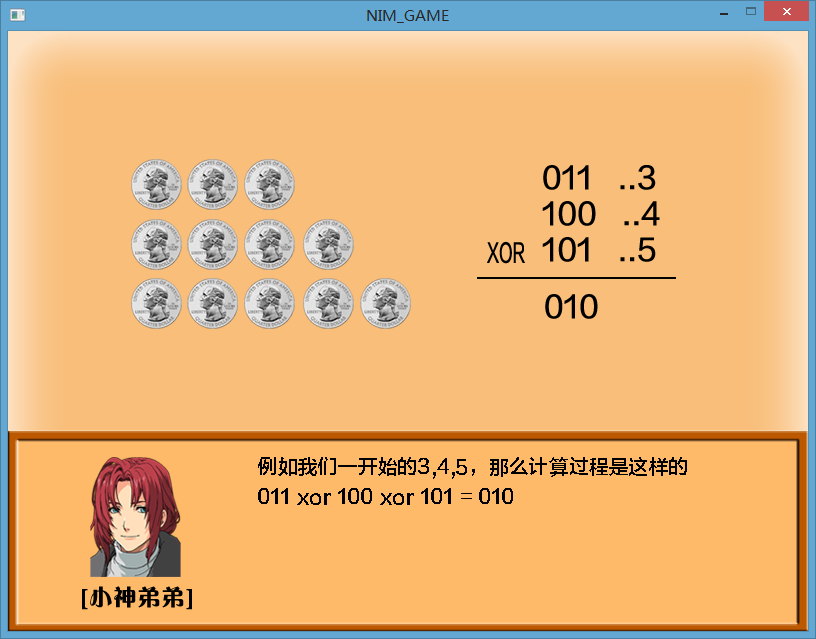 NIM_GAME
011 ..3
100 ..4
XOR 101 ..5
010
例如我们一开始的3,4,5，那么计算过程是这样的
011 xor 100 xor 101 = 010
[小神弟弟]